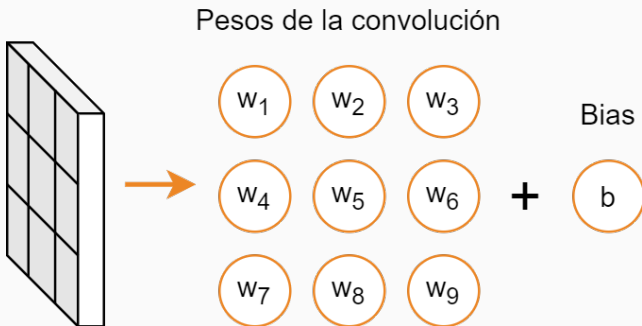 Pesos de la convolución
w1 w2 w3
Bias
w4 w5 w6 + b
w7 w8 w9